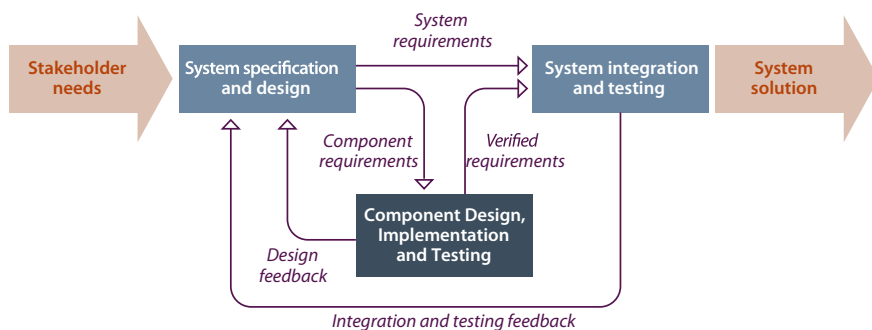 System
requirements
Stakeholder
needs
System specification
and design
System integration
and testing
System
solution
Component
requirements
Verified
requirements
Component Design,
Implementation
and Testing
Design
feedback
Integration and testing feedback